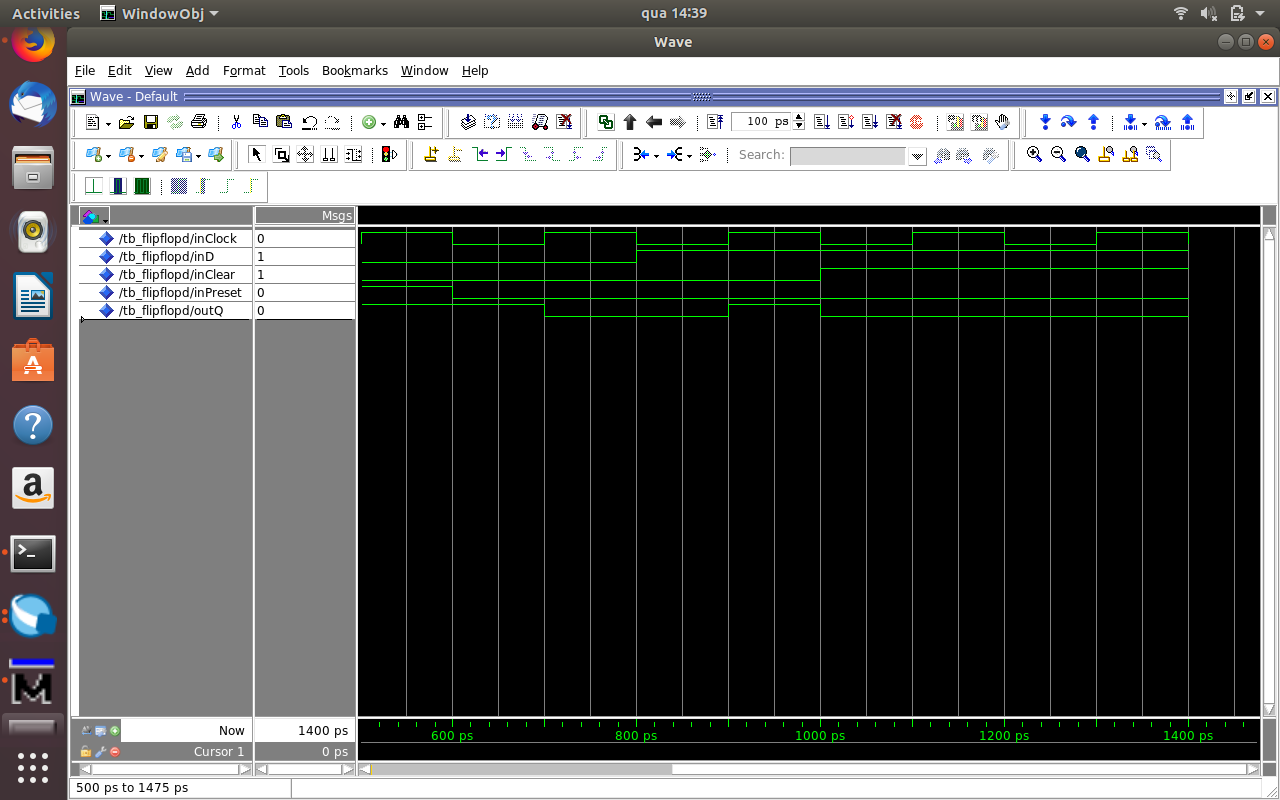 Activities WindowObj qua 14:39
Wave
File Edit View Add Format Tools Bookmarks Window Help
Wave - Default
100 ps
Search:
Msgs
/tb_flipflopd/inClock 0
/tb_flipflopd/inD 1
/tb_flipflopd/inClear 1
/tb_flipflopd/inPreset 0
/tb_flipflopd/outQ 0
Now 1400 ps
600 ps 800 ps 1000 ps 1200 ps 1400 ps
Cursor 1 0 ps
500 ps to 1475 ps